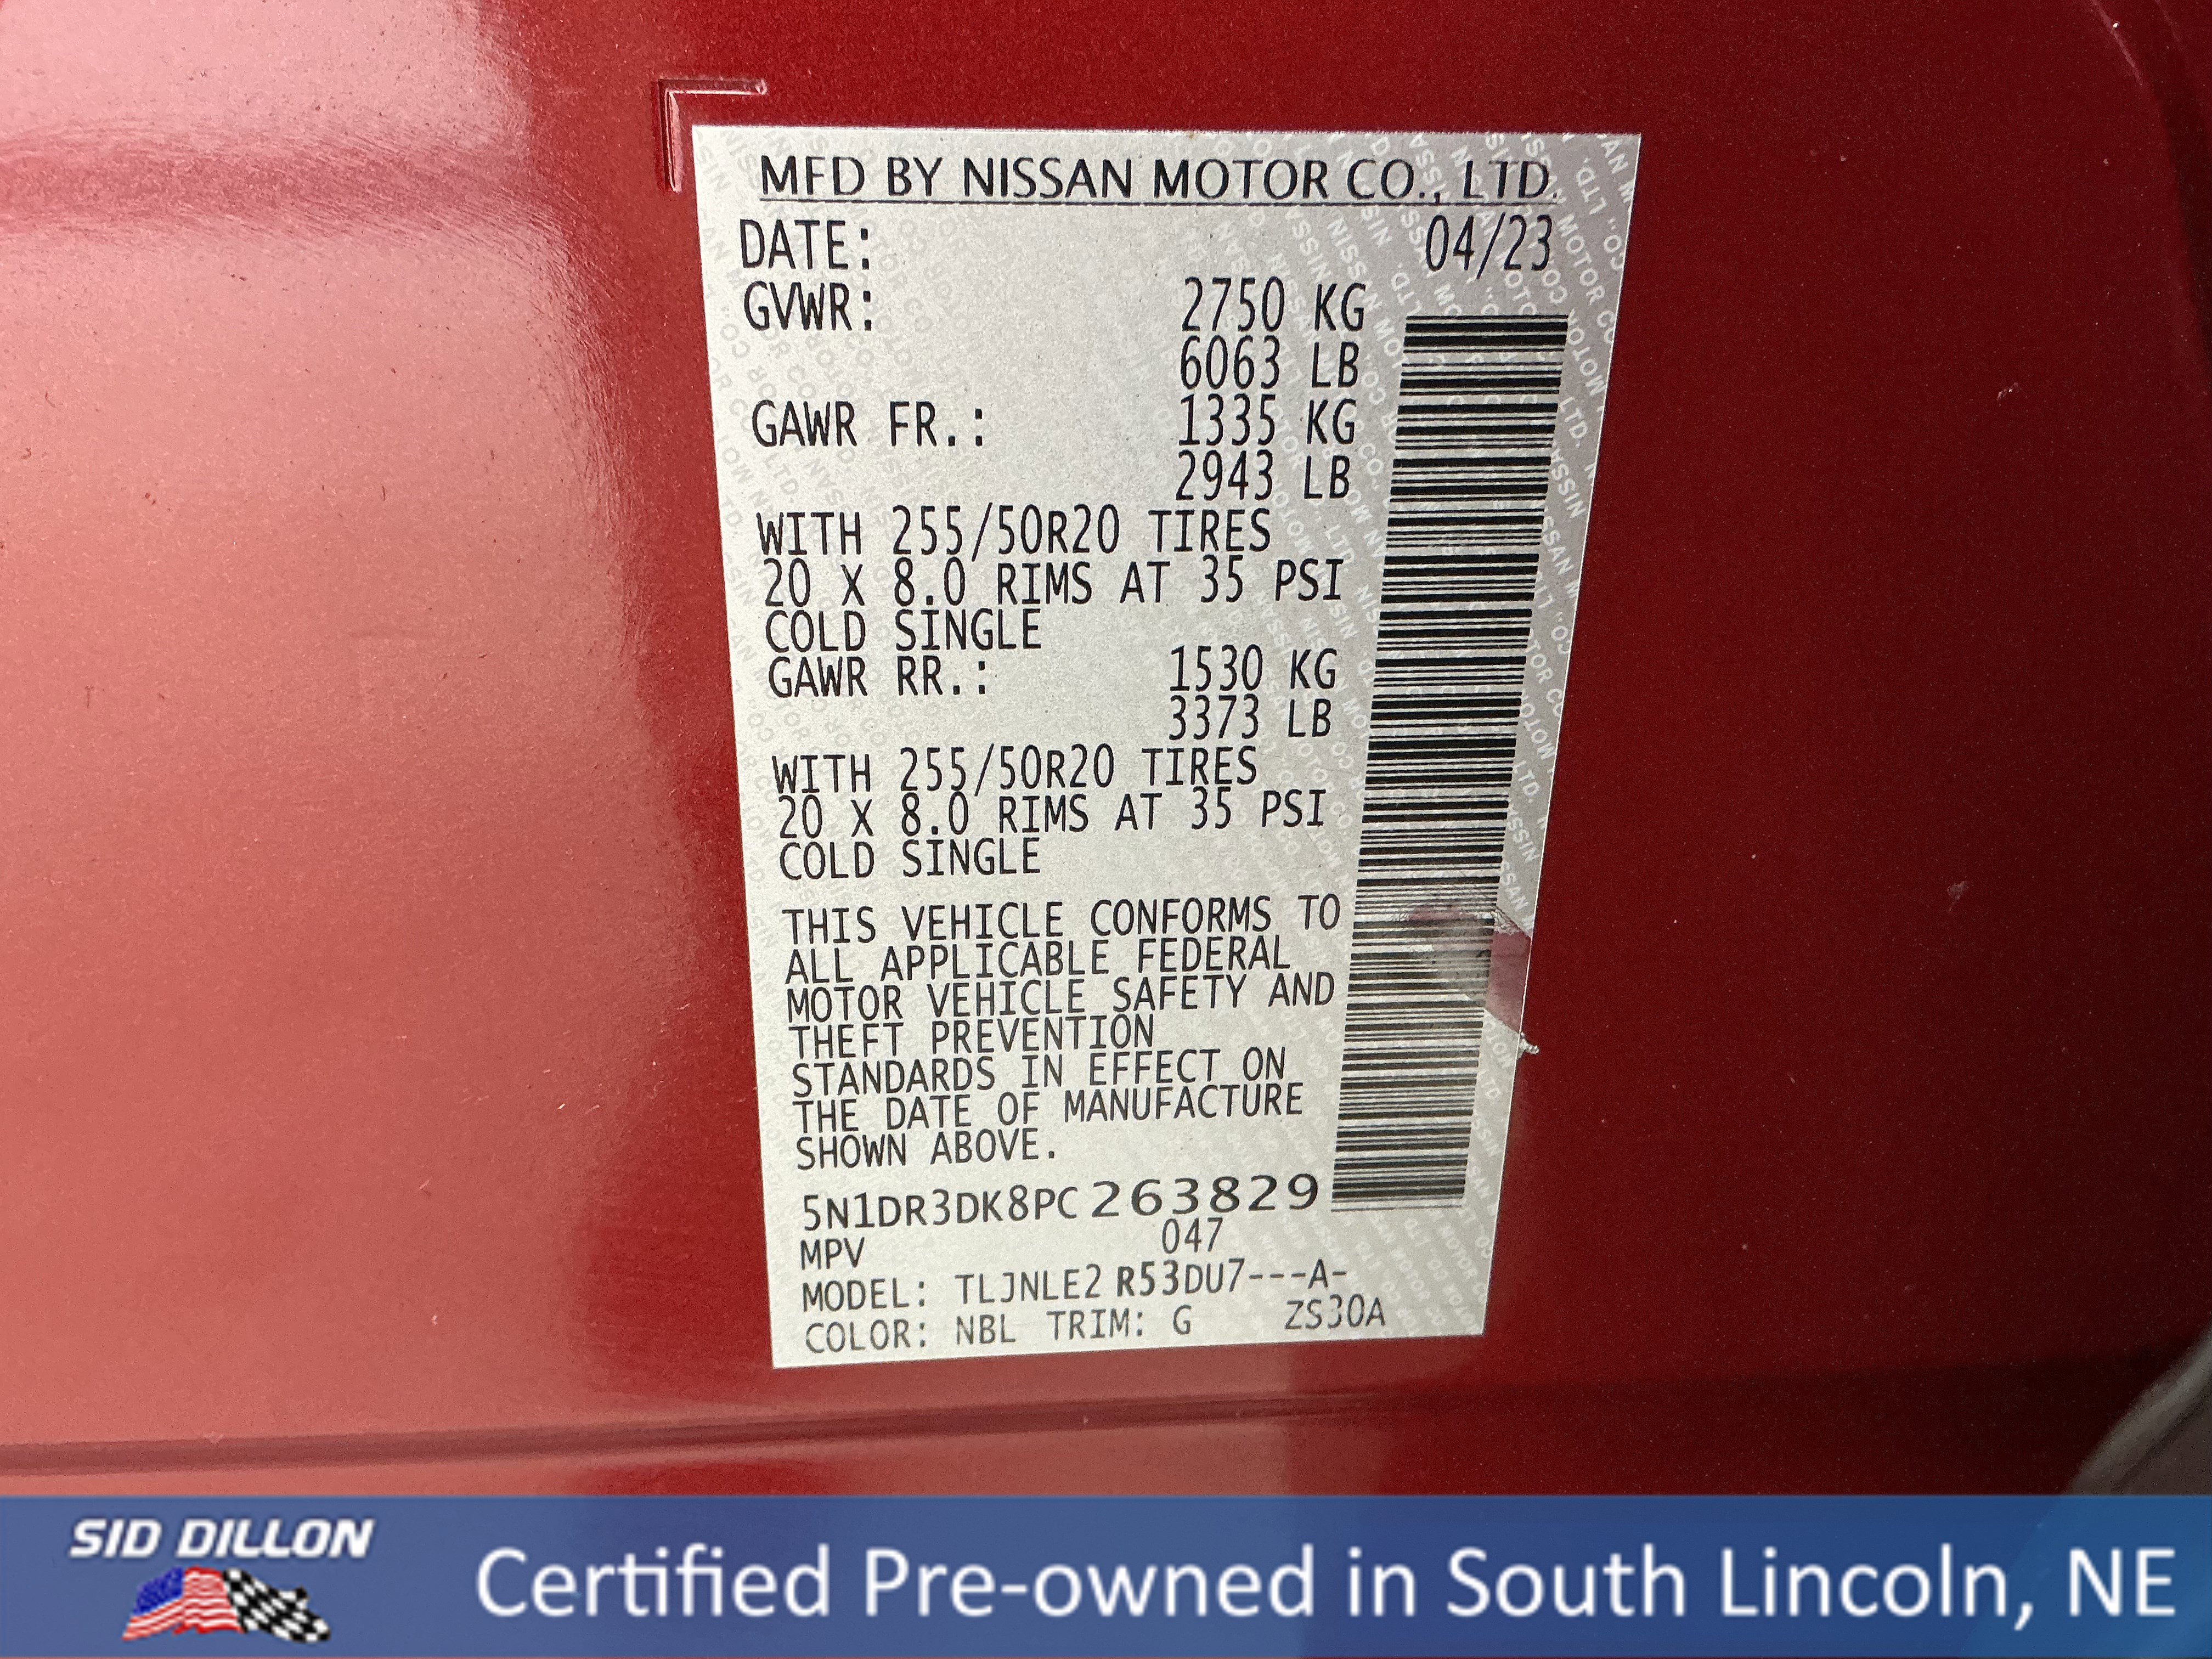 MFD BY NISSAN MOTOR CO., LTD.
DATE: 04/23
GVWR: 2750 KG
6063 LB
GAWR FR.: 1335 KG
2943 LB
WITH 255/50R20 TIRES
20 X 8.0 RIMS AT 35 PSI
COLD SINGLE
GAWR RR.: 1530 KG
3373 LB
WITH 255/50R20 TIRES
20 X 8.0 RIMS AT 35 PSI
COLD SINGLE
THIS VEHICLE CONFORMS TO
ALL APPLICABLE FEDERAL
MOTOR VEHICLE SAFETY AND
THEFT PREVENTION
STANDARDS IN EFFECT ON
THE DATE OF MANUFACTURE
SHOWN ABOVE.
5N1DR3DK8PC263829
MPV 047
MODEL: TLJNLE2 R53DU7---A-
COLOR: NBL TRIM: G ZS30A
SID DILLON
Certified Pre-owned in South Lincoln, NE